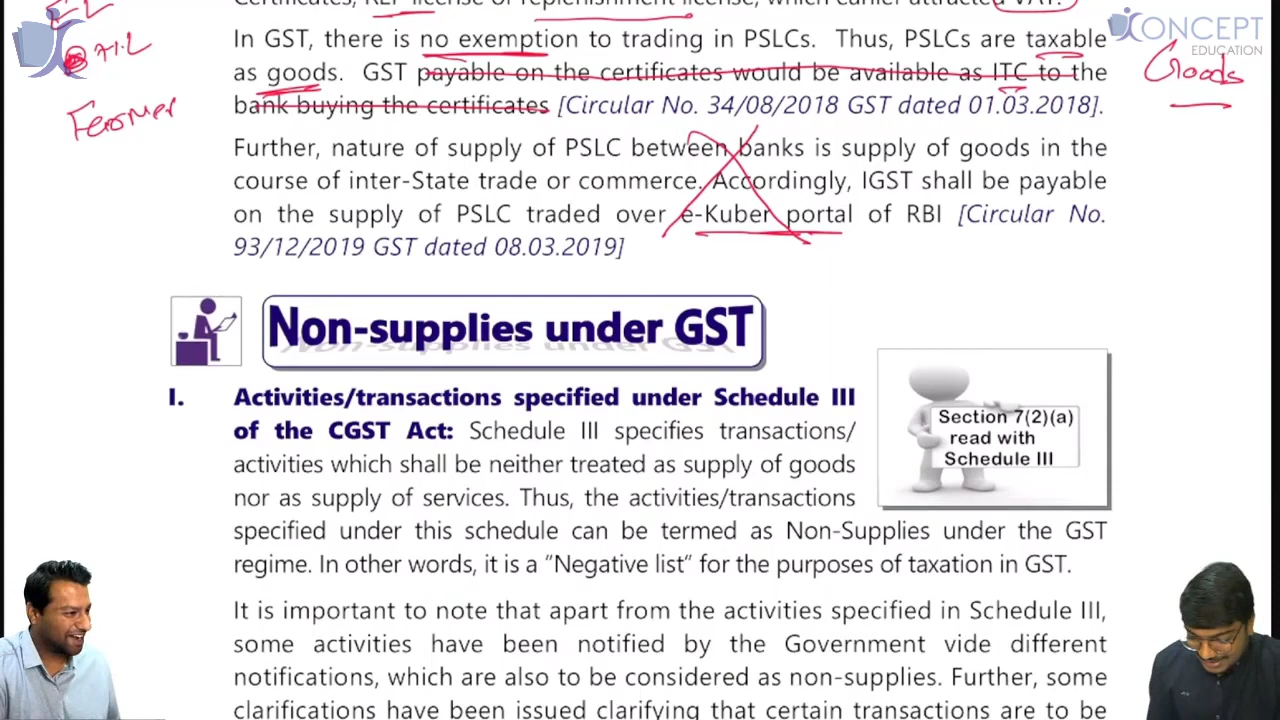 Certificates, REP license or replenishment license, which earlier attracted VAT.
In GST, there is no exemption to trading in PSLCs. Thus, PSLCs are taxable
as goods. GST payable on the certificates would be available as ITC to the
bank buying the certificates [Circular No. 34/08/2018 GST dated 01.03.2018].
Further, nature of supply of PSLC between banks is supply of goods in the
course of inter-State trade or commerce. Accordingly, IGST shall be payable
on the supply of PSLC traded over e-Kuber portal of RBI [Circular No.
93/12/2019 GST dated 08.03.2019]
CONCEPT
EDUCATION
Goods
Non-supplies under GST
I. Activities/transactions specified under Schedule III
of the CGST Act: Schedule III specifies transactions/
activities which shall be neither treated as supply of goods
nor as supply of services. Thus, the activities/transactions
specified under this schedule can be termed as Non-Supplies under the GST
regime. In other words, it is a "Negative list" for the purposes of taxation in GST.
Section 7(2)(a)
read with
Schedule III
It is important to note that apart from the activities specified in Schedule III,
some activities have been notified by the Government vide different
notifications, which are also to be considered as non-supplies. Further, some
clarifications have been issued clarifying that certain transactions are to be